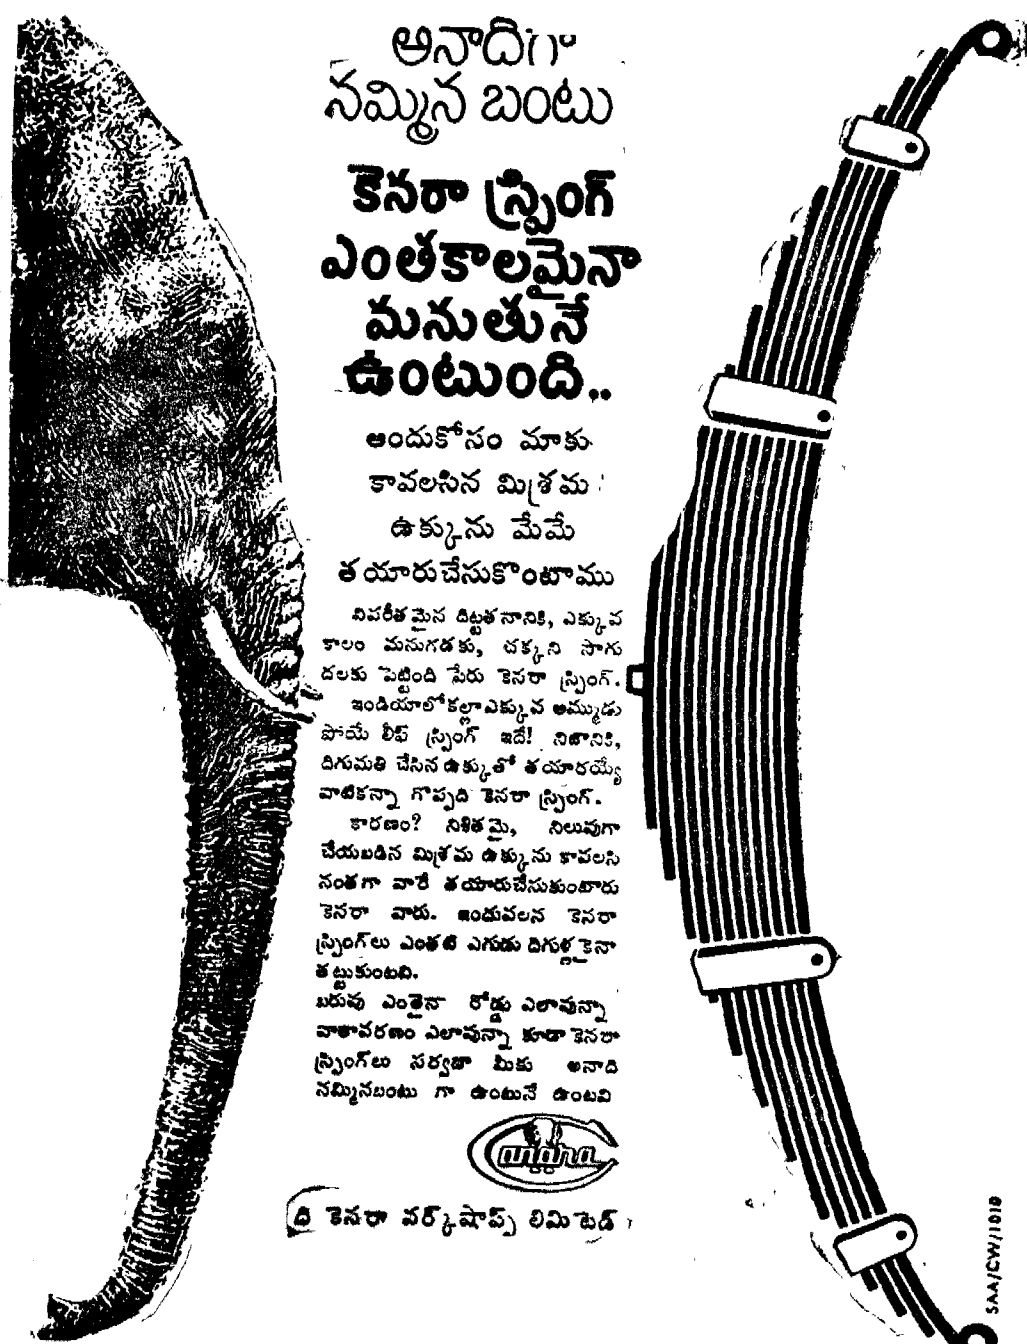 అనాదిగా
నమ్మిన బంటు
కెనరా స్ప్రింగ్
ఎంతకాలమైనా
మనుతునే
ఉంటుంది..
అందుకోసం మాకు
కావలసిన మిశ్రమ
ఉక్కును మేమే
తయారుచేసుకొంటాము
విపరీతమైన దిట్టతనానికి, ఎక్కువ
కాలం మనుగడకు, చక్కని సాగు
దలకు పెట్టింది పేరు కెనరా స్ప్రింగ్.
ఇండియాలోకల్లా ఎక్కువ అమ్ముడు
పోయే లీఫ్ స్ప్రింగ్ ఇదే! నిజానికి,
దిగుమతి చేసిన ఉక్కుతో తయారయ్యే
వాటికన్నా గొప్పది కెనరా స్ప్రింగ్.
కారణం? నిశితమై, నిలువుగా
చేయబడిన మిశ్రమ ఉక్కును కావలసి
నంతగా వారే తయారుచేసుకుంటారు
కెనరా వారు. ఇందువలన కెనరా
స్ప్రింగ్‌లు ఎంతటి ఎగుడు దిగుళ్లకైనా
తట్టుకుంటవి.
బరువు ఎంతైనా రోడ్డు ఎలావున్నా
వాతావరణం ఎలావున్నా కూడా కెనరా
స్ప్రింగ్‌లు సర్వదా మీకు అనాది
నమ్మినబంటు గా ఉంటునే ఉంటవి
Canara
ది కెనరా వర్క్‌షాప్స్ లిమిటెడ్
SAA/CW/1010